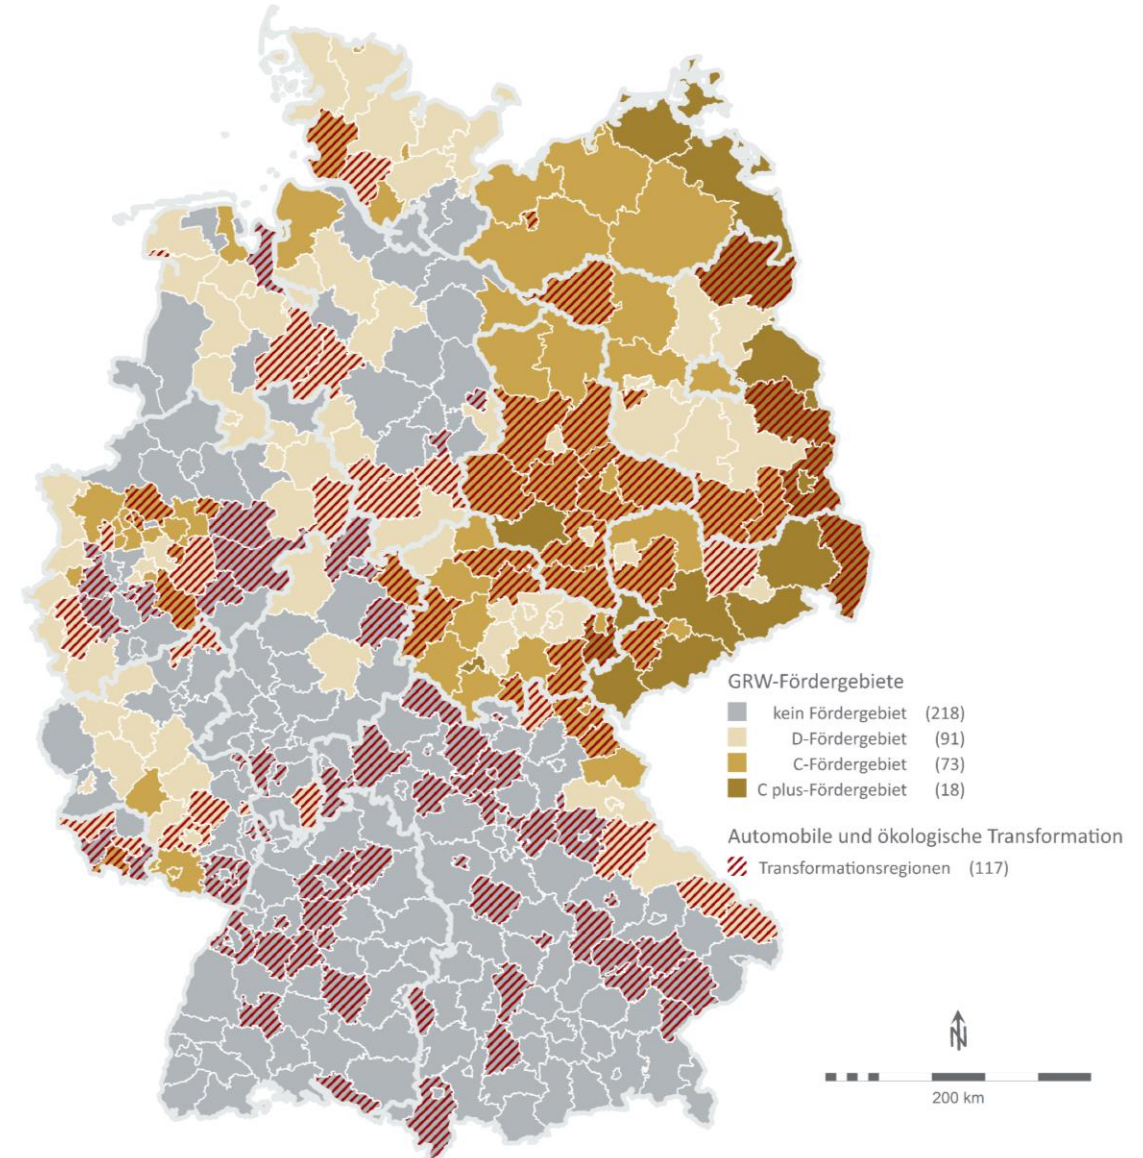 GRW-Fördergebiete
kein Fördergebiet (218)
D-Fördergebiet (91)
C-Fördergebiet (73)
C plus-Fördergebiet (18)
Automobile und ökologische Transformation
Transformationsregionen (117)
N
200 km